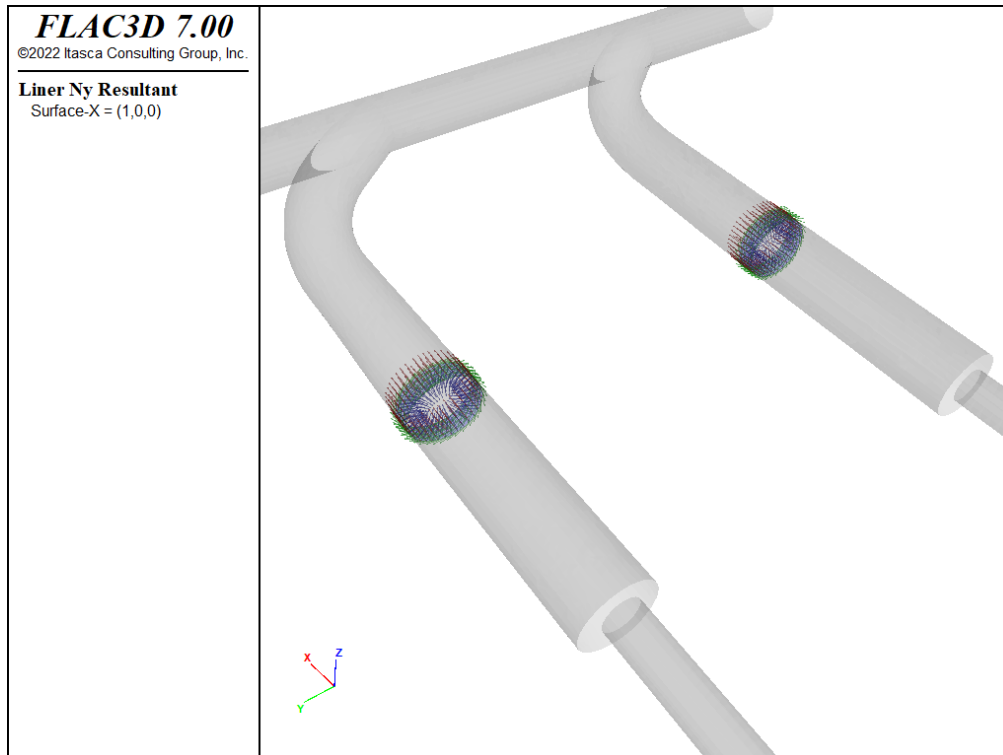 FLAC3D 7.00
©2022 Itasca Consulting Group, Inc.
Liner Ny Resultant
Surface-X = (1,0,0)
X
Z
Y